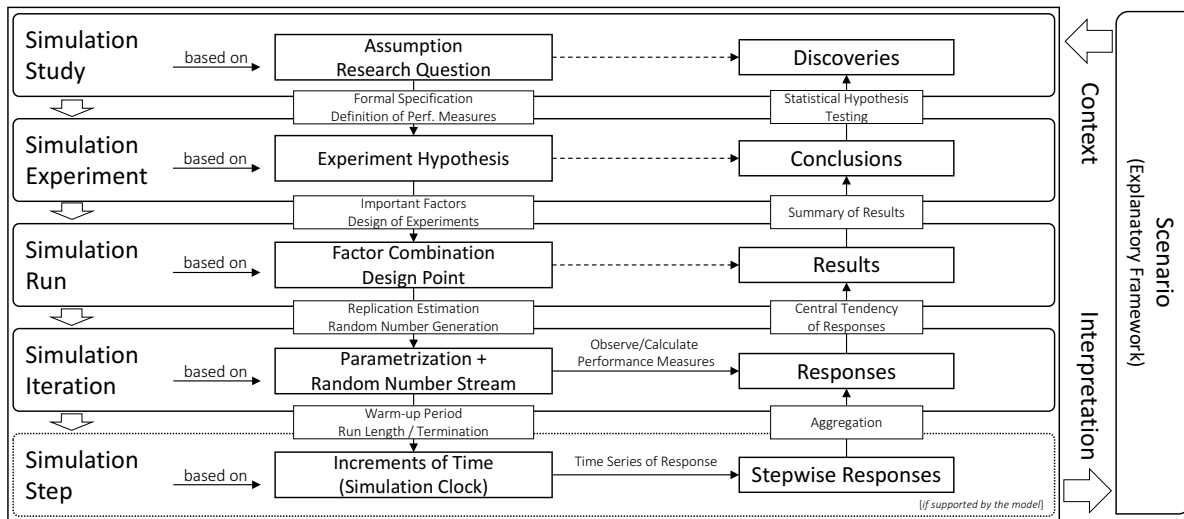 Simulation
Study
based on
Assumption
Research Question
Discoveries
Formal Specification
Definition of Perf. Measures
Statistical Hypothesis
Testing
Simulation
Experiment
based on
Experiment Hypothesis
Conclusions
Important Factors
Design of Experiments
Summary of Results
Simulation
Run
based on
Factor Combination
Design Point
Results
Replication Estimation
Random Number Generation
Central Tendency
of Responses
Simulation
Iteration
based on
Parametrization +
Random Number Stream
Observe/Calculate
Performance Measures
Responses
Warm-up Period
Run Length / Termination
Aggregation
Simulation
Step
based on
Increments of Time
(Simulation Clock)
Time Series of Response
Stepwise Responses
[if supported by the model]
Context
Interpretation
Scenario
(Explanatory Framework)